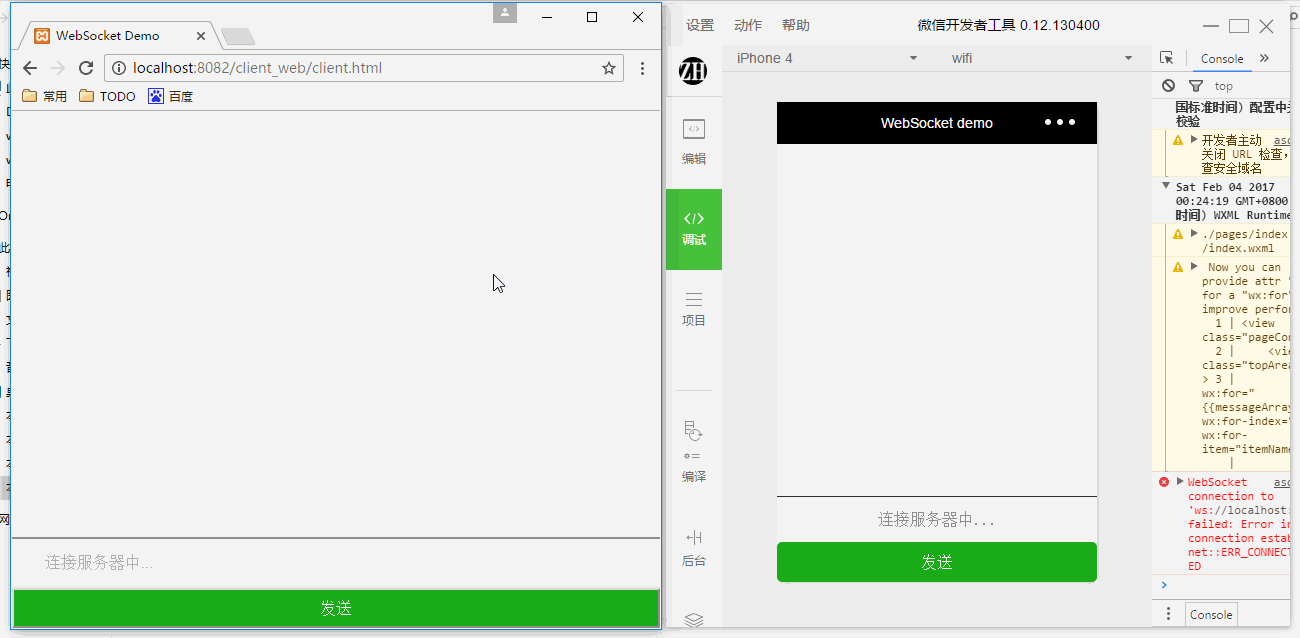 WebSocket Demo
localhost:8082/client_web/client.html
常用
TODO
百度
连接服务器中...
发送
设置
动作
帮助
微信开发者工具 0.12.130400
ZH
编辑
调试
项目
编译
后台
iPhone 4
wifi
WebSocket demo
连接服务器中...
发送
Console
top
国标准时间) 配置中关
校验
开发者主动
关闭 URL 检查,
查安全域名
Sat Feb 04 2017
00:24:19 GMT+0800
时间) WXML Runtime
./pages/index
/index.wxml
Now you can
provide attr
for a "wx:for"
improve perfor
1 | <view
class="pageCon
2 | <vie
class="topArea
> 3 |
wx:for="
{{messageArray
wx:for-index="
wx:for-
item="itemName
|
WebSocket
connection to
'ws://localhost:
failed: Error in
connection estab
net::ERR_CONNECT
ED
Console